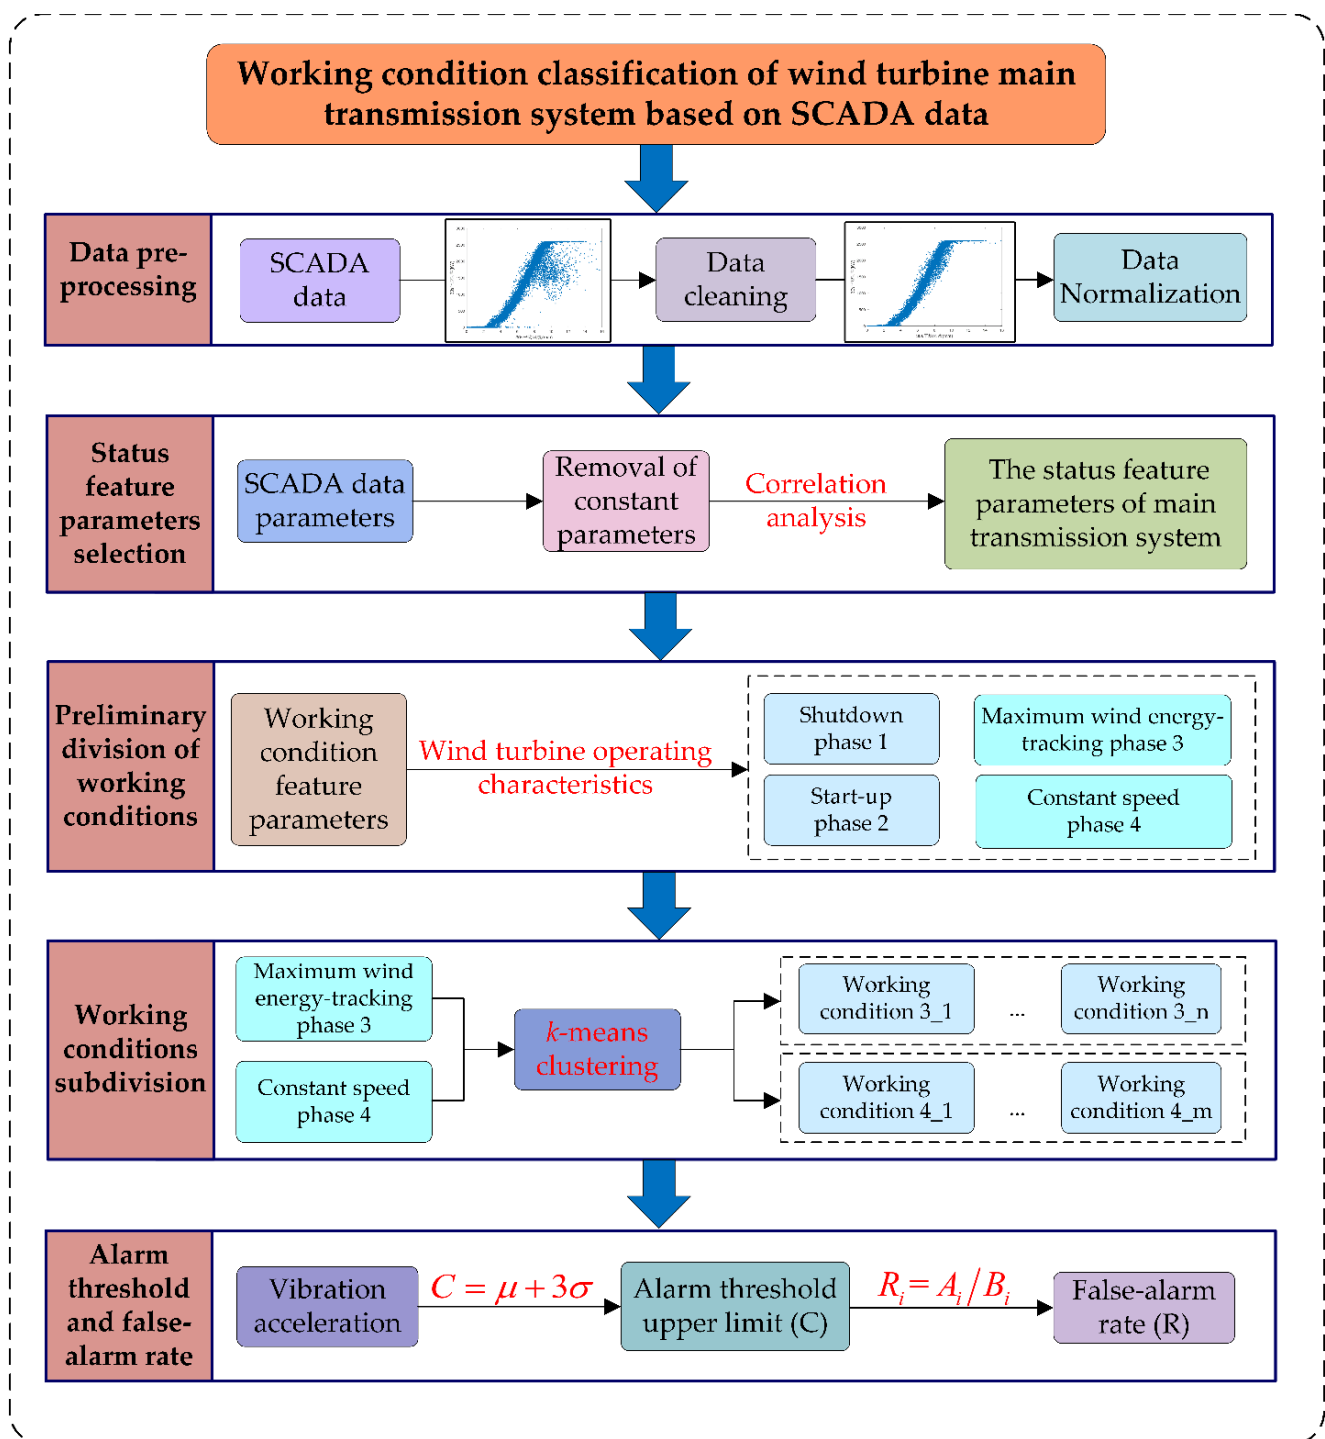 Working condition classification of wind turbine main
transmission system based on SCADA data
Data pre-
processing
SCADA
data
Data
cleaning
Data
Normalization
Status
feature
parameters
selection
SCADA data
parameters
Removal of
constant
parameters
Correlation
analysis
The status feature
parameters of main
transmission system
Preliminary
division of
working
conditions
Working
condition
feature
parameters
Wind turbine operating
characteristics
Shutdown
phase 1
Maximum wind energy-
tracking phase 3
Start-up
phase 2
Constant speed
phase 4
Working
conditions
subdivision
Maximum wind
energy-tracking
phase 3
Constant speed
phase 4
k-means
clustering
Working
condition 3_1
...
Working
condition 3_n
Working
condition 4_1
...
Working
condition 4_m
Alarm
threshold
and false-
alarm rate
Vibration
acceleration
C = μ + 3σ
Alarm threshold
upper limit (C)
R_i = A_i / B_i
False-alarm
rate (R)